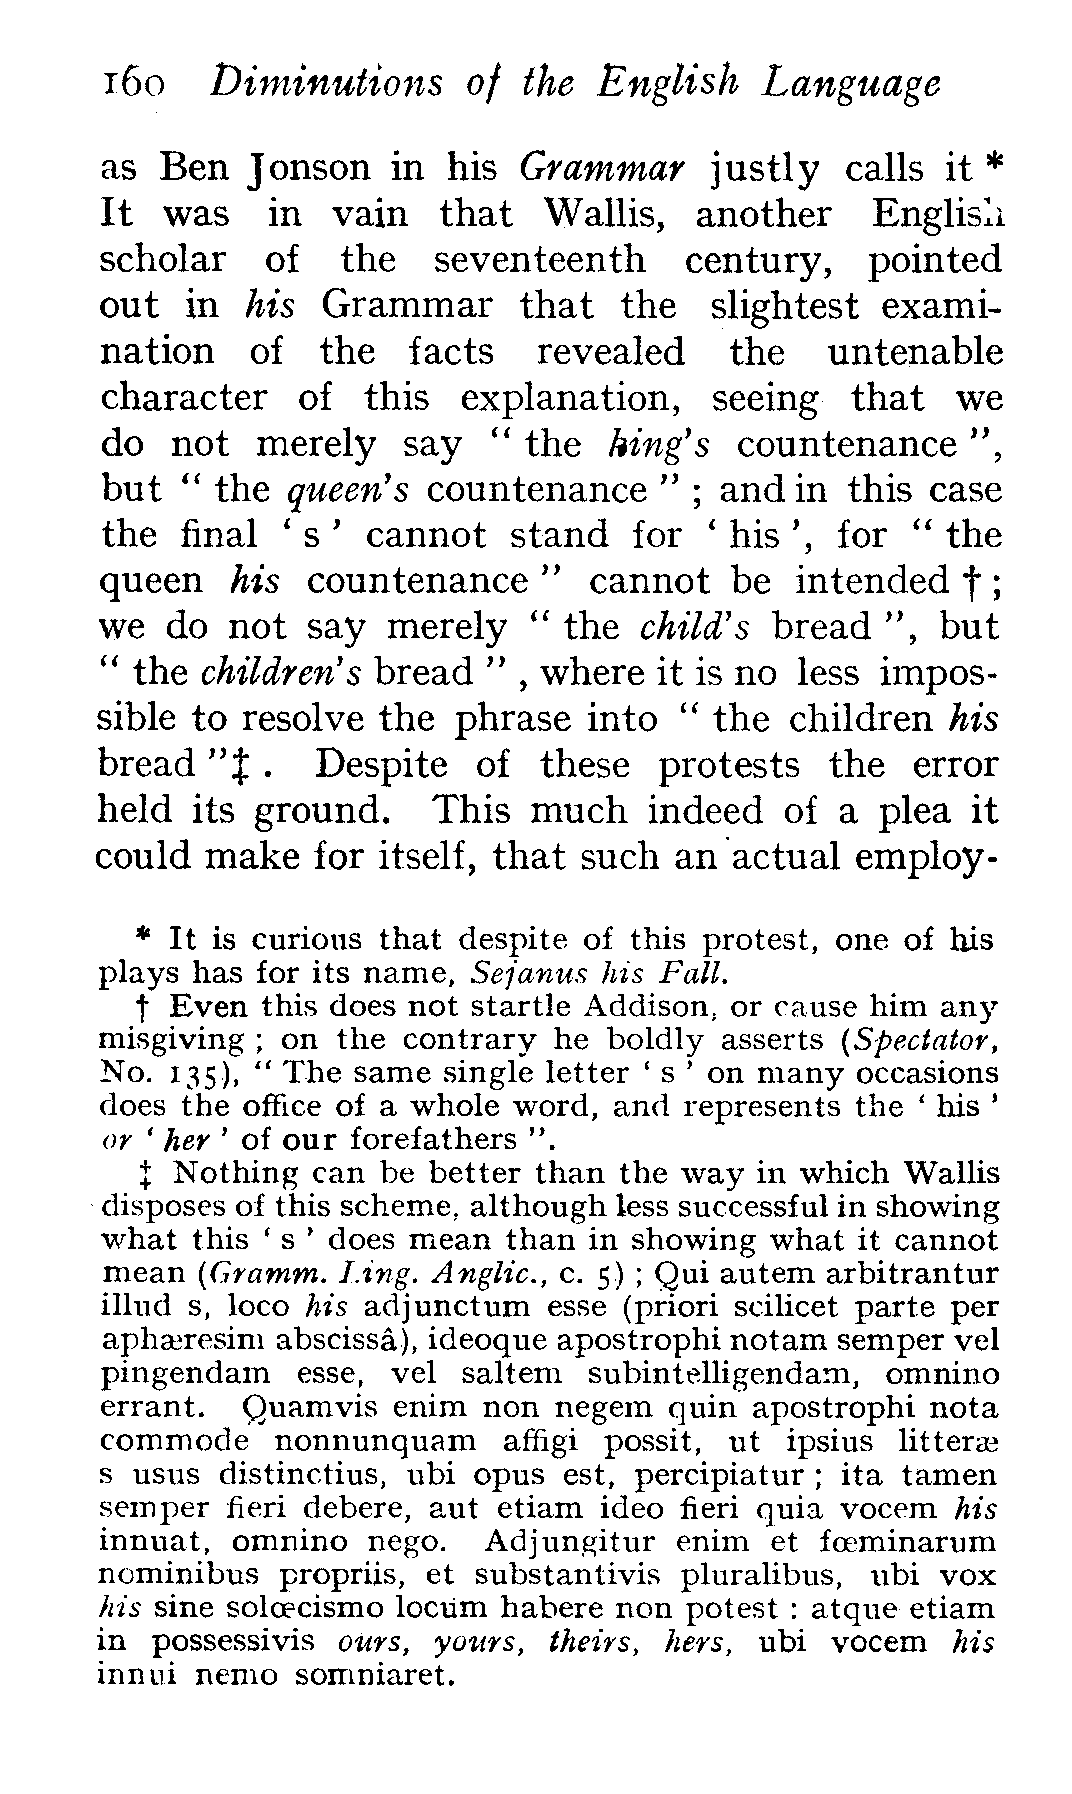 160 Diminutions of the English Language
as Ben Jonson in his Grammar justly calls it *
It was in vain that Wallis, another English
scholar of the seventeenth century, pointed
out in his Grammar that the slightest exami-
nation of the facts revealed the untenable
character of this explanation, seeing that we
do not merely say “ the king's countenance ”,
but “ the queen's countenance ” ; and in this case
the final ‘ s ’ cannot stand for ‘ his ’, for “ the
queen his countenance ” cannot be intended † ;
we do not say merely “ the child's bread ”, but
“ the children's bread ” , where it is no less impos-
sible to resolve the phrase into “ the children his
bread ”‡ . Despite of these protests the error
held its ground. This much indeed of a plea it
could make for itself, that such an actual employ-
* It is curious that despite of this protest, one of his
plays has for its name, Sejanus his Fall.
† Even this does not startle Addison, or cause him any
misgiving ; on the contrary he boldly asserts (Spectator,
No. 135), “ The same single letter ‘ s ’ on many occasions
does the office of a whole word, and represents the ‘ his ’
or ‘ her ’ of our forefathers ”.
‡ Nothing can be better than the way in which Wallis
disposes of this scheme, although less successful in showing
what this ‘ s ’ does mean than in showing what it cannot
mean (Gramm. Ling. Anglic., c. 5) ; Qui autem arbitrantur
illud s, loco his adjunctum esse (priori scilicet parte per
aphæresim abscissâ), ideoque apostrophi notam semper vel
pingendam esse, vel saltem subintelligendam, omnino
errant. Quamvis enim non negem quin apostrophi nota
commode nonnunquam affigi possit, ut ipsius litteræ
s usus distinctius, ubi opus est, percipiatur ; ita tamen
semper fieri debere, aut etiam ideo fieri quia vocem his
innuat, omnino nego. Adjungitur enim et fœminarum
nominibus propriis, et substantivis pluralibus, ubi vox
his sine solœcismo locum habere non potest : atque etiam
in possessivis ours, yours, theirs, hers, ubi vocem his
innui nemo somniaret.